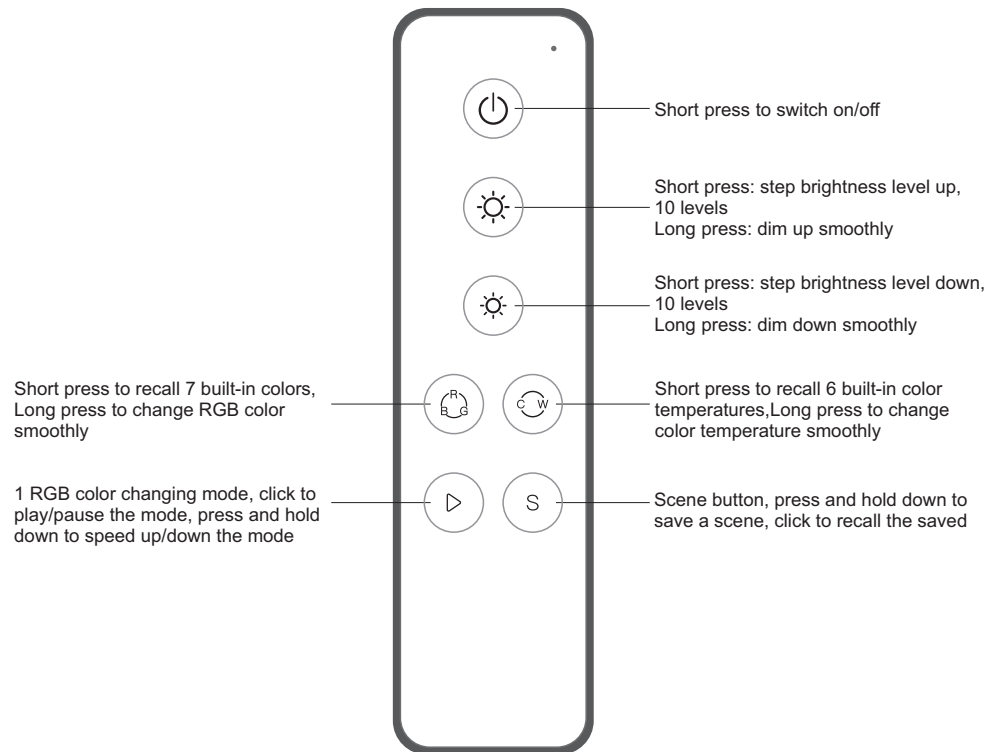 Short press to switch on/off
Short press: step brightness level up,
10 levels
Long press: dim up smoothly
Short press: step brightness level down,
10 levels
Long press: dim down smoothly
Short press to recall 7 built-in colors,
Long press to change RGB color
smoothly
R
B G
C W
Short press to recall 6 built-in color
temperatures,Long press to change
color temperature smoothly
1 RGB color changing mode, click to
play/pause the mode, press and hold
down to speed up/down the mode
S
Scene button, press and hold down to
save a scene, click to recall the saved